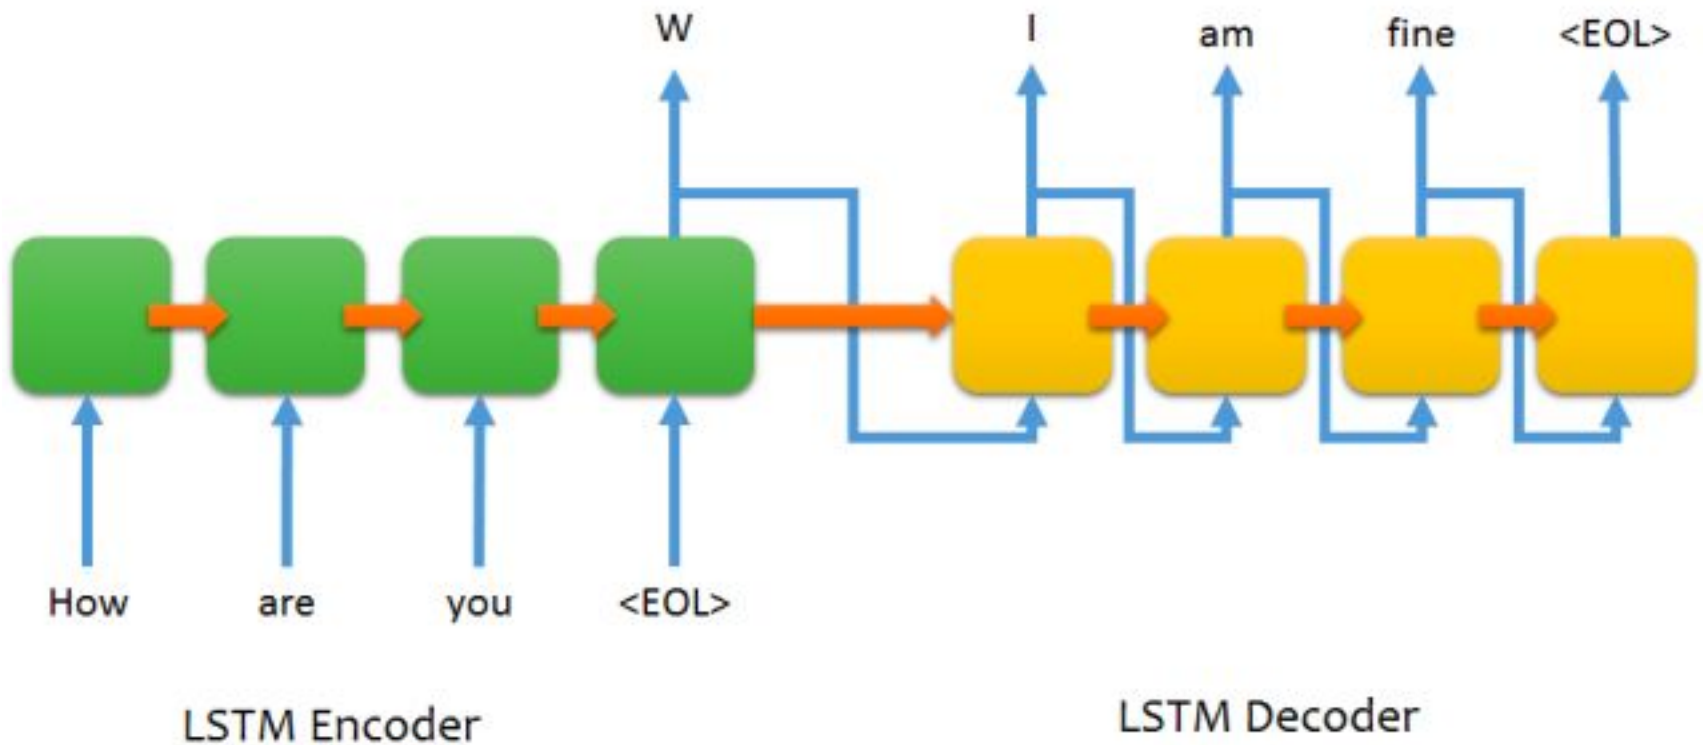 W I am fine <EOL>
How are you <EOL>
LSTM Encoder LSTM Decoder